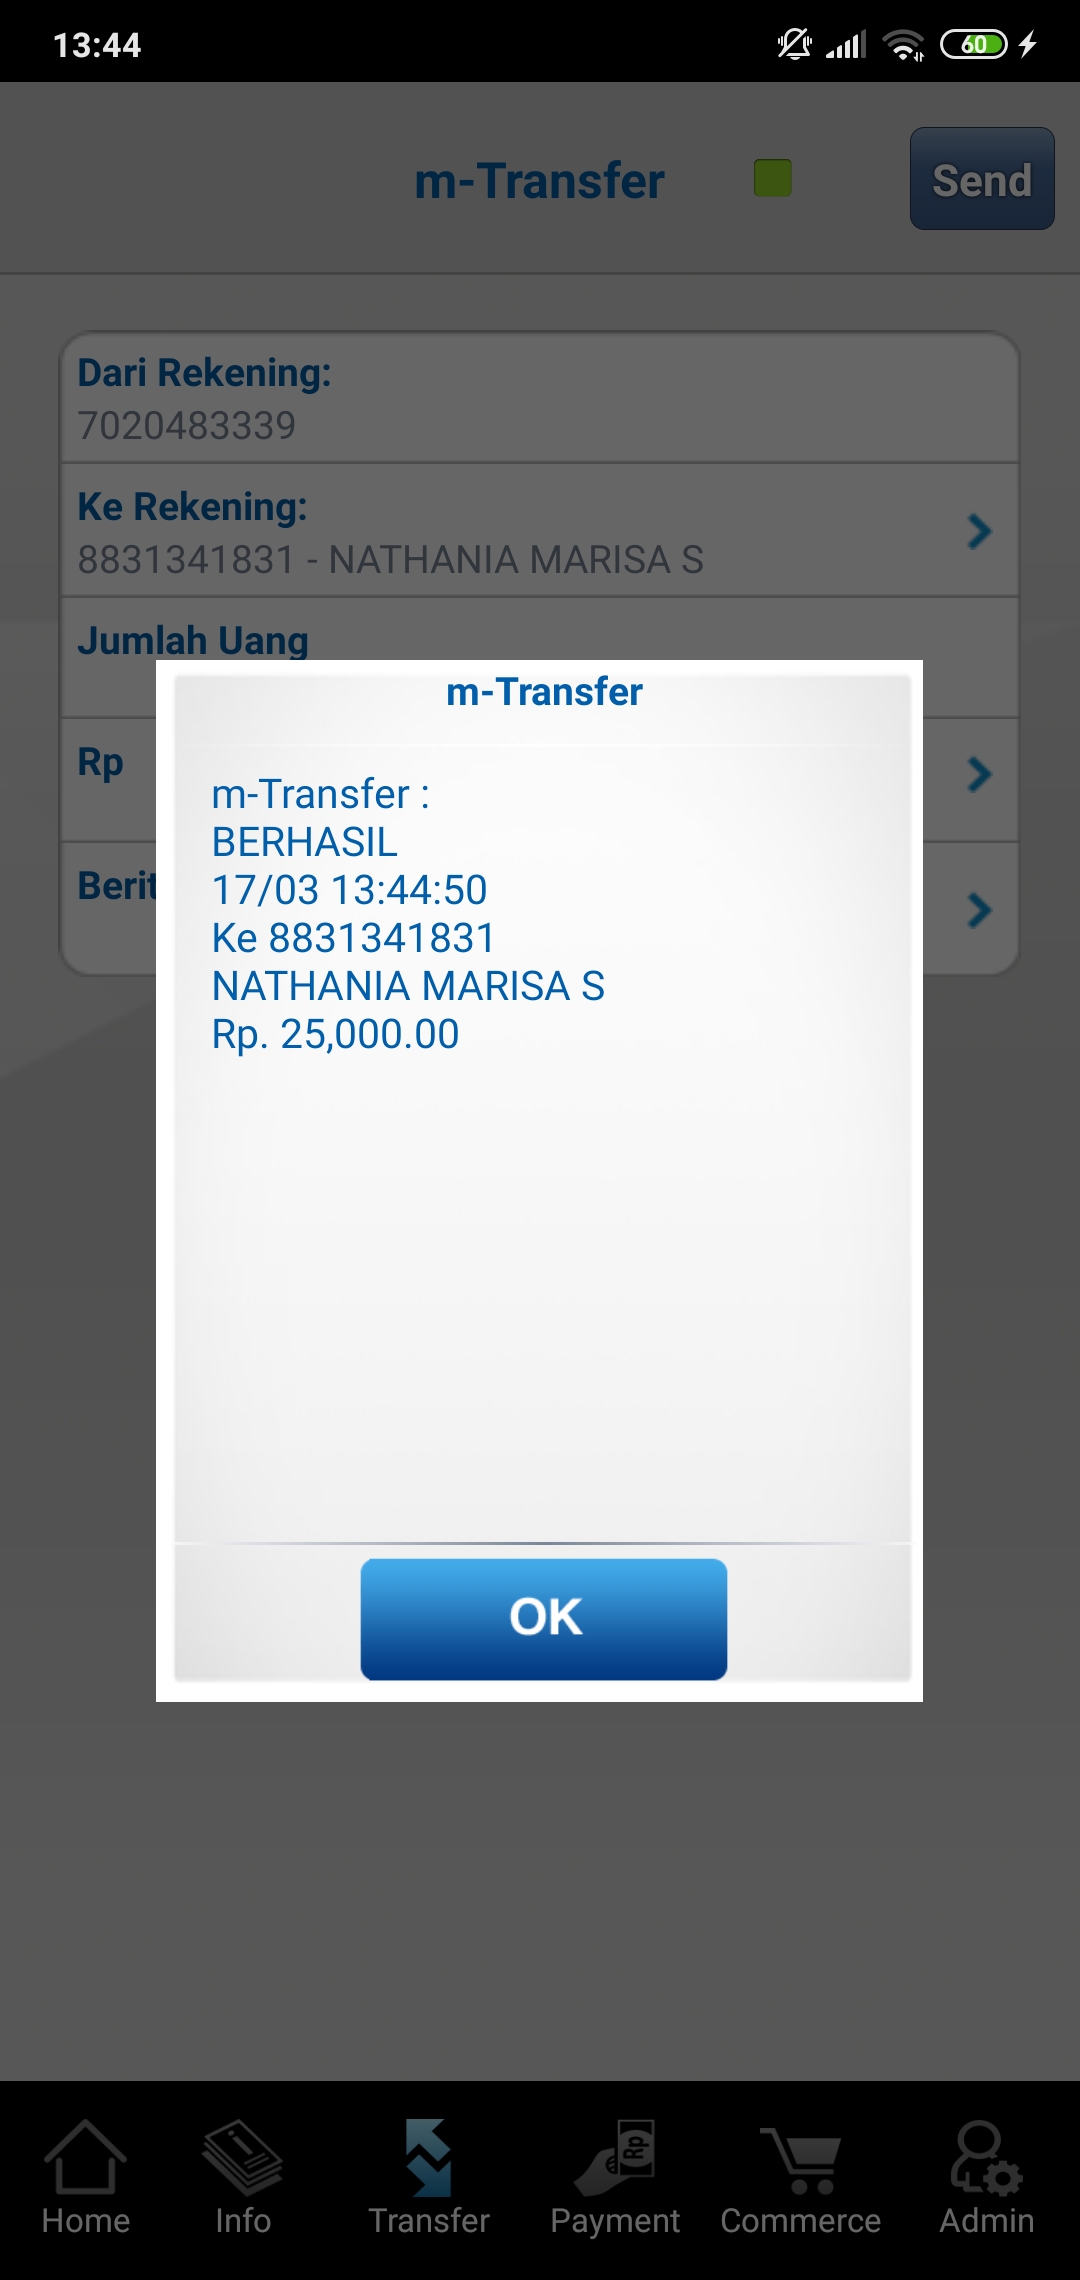 13:44
60
m-Transfer
Send
Dari Rekening:
7020483339
Ke Rekening:
8831341831 - NATHANIA MARISA S
Jumlah Uang
Rp
Berit
m-Transfer
m-Transfer :
BERHASIL
17/03 13:44:50
Ke 8831341831
NATHANIA MARISA S
Rp. 25,000.00
OK
Rp
Home
Info
Transfer
Payment
Commerce
Admin